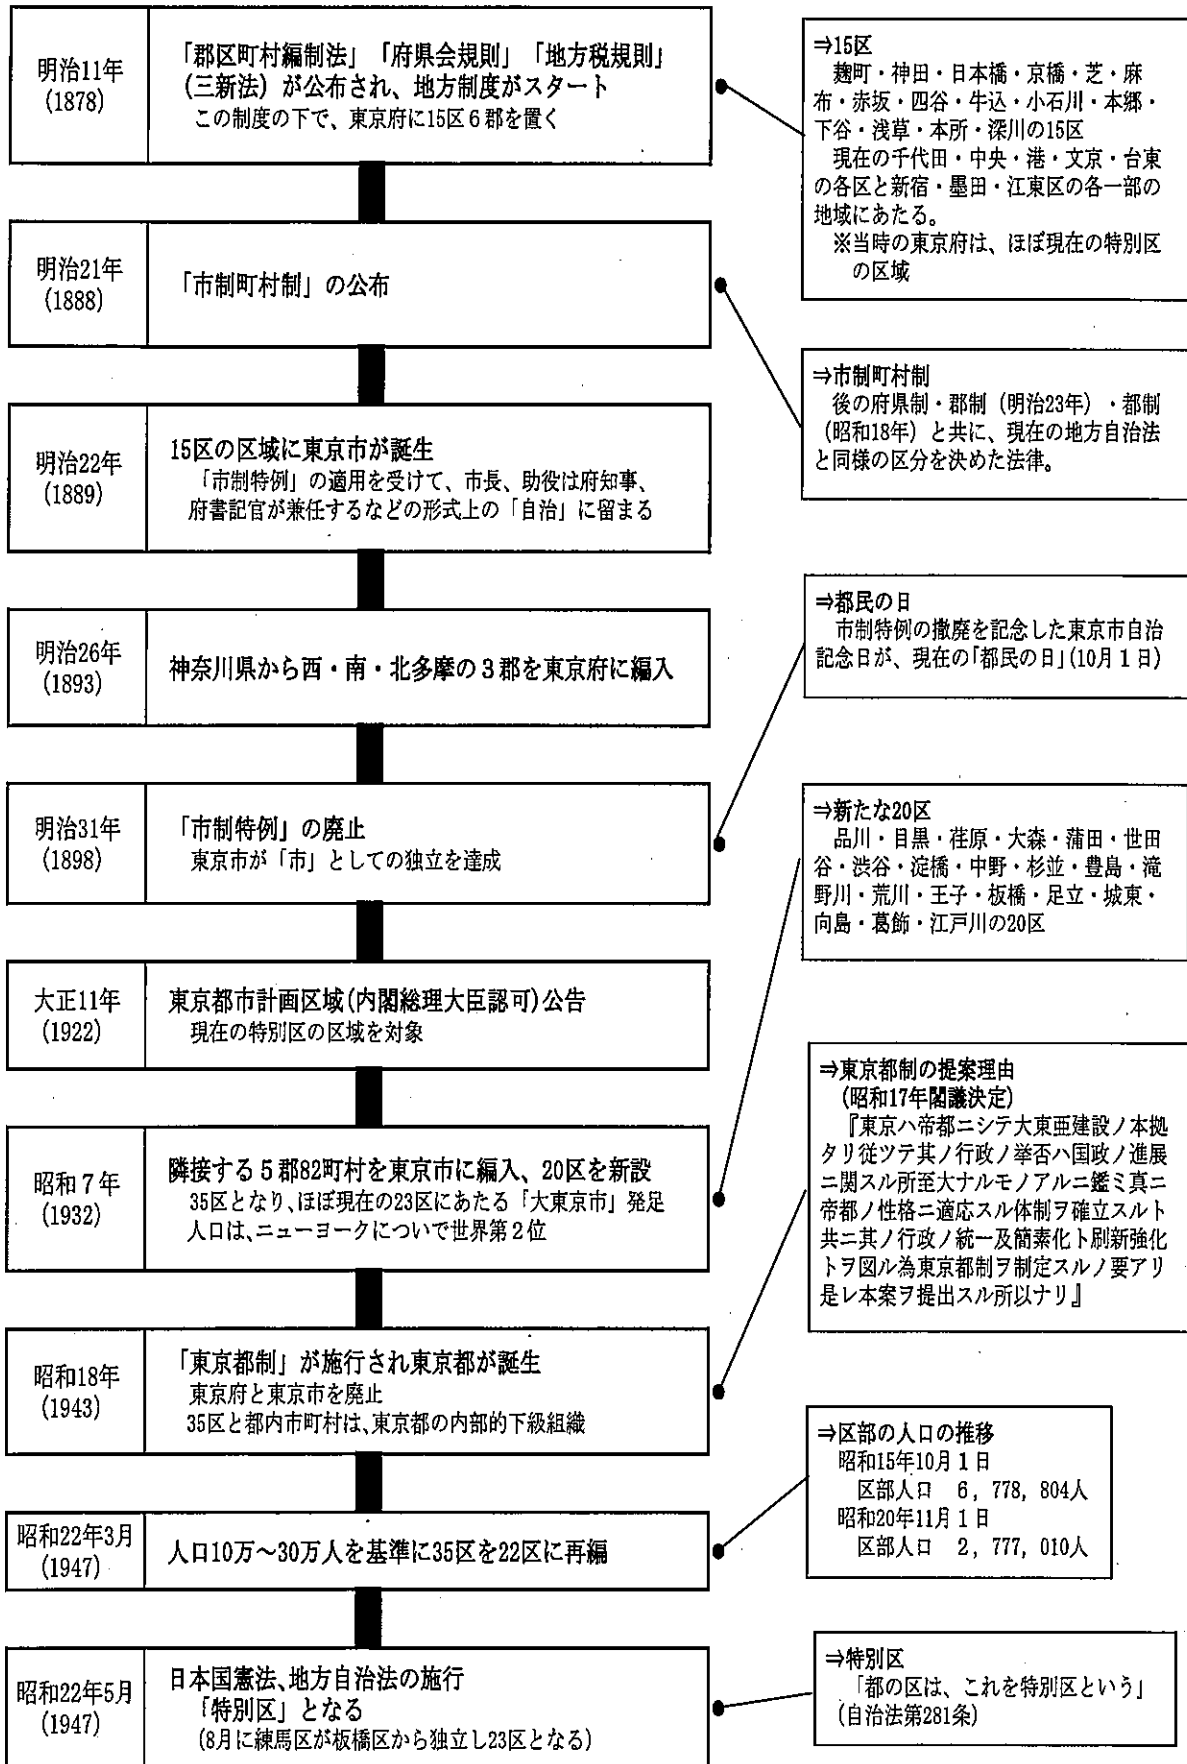 明治11年
(1878)
「郡区町村編制法」「府県会規則」「地方税規則」
(三新法）が公布され、地方制度がスタート
この制度の下で、東京府に15区６郡を置く
⇒15区
麹町・神田・日本橋・京橋・芝・麻
布・赤坂・四谷・牛込・小石川・本郷・
下谷・浅草・本所・深川の15区
現在の千代田・中央・港・文京・台東
の各区と新宿・墨田・江東区の各一部の
地域にあたる。
※当時の東京府は、ほぼ現在の特別区
の区域
明治21年
(1888)
「市制町村制」の公布
⇒市制町村制
後の府県制・郡制（明治23年）・都制
(昭和18年）と共に、現在の地方自治法
と同様の区分を決めた法律。
明治22年
(1889)
15区の区域に東京市が誕生
「市制特例」の適用を受けて、市長、助役は府知事、
府書記官が兼任するなどの形式上の「自治」に留まる
明治26年
(1893)
神奈川県から西・南・北多摩の３郡を東京府に編入
⇒都民の日
市制特例の撤廃を記念した東京市自治
記念日が、現在の「都民の日」(10月１日)
明治31年
(1898)
「市制特例」の廃止
東京市が「市」としての独立を達成
⇒新たな20区
品川・目黒・荏原・大森・蒲田・世田
谷・渋谷・淀橋・中野・杉並・豊島・滝
野川・荒川・王子・板橋・足立・城東・
向島・葛飾・江戸川の20区
大正11年
(1922)
東京都市計画区域(内閣総理大臣認可)公告
現在の特別区の区域を対象
昭和７年
(1932)
隣接する５郡82町村を東京市に編入、20区を新設
35区となり、ほぼ現在の23区にあたる「大東京市」発足
人口は、ニューヨークについで世界第２位
⇒東京都制の提案理由
(昭和17年閣議決定)
『東京ハ帝都ニシテ大東亜建設ノ本拠
タリ従ツテ其ノ行政ノ挙否ハ国政ノ進展
ニ関スル所至大ナルモノアルニ鑑ミ真ニ
帝都ノ性格ニ適応スル体制ヲ確立スルト
共ニ其ノ行政ノ統一及簡素化ト刷新強化
トヲ図ル為東京都制ヲ制定スルノ要アリ
是レ本案ヲ提出スル所以ナリ』
昭和18年
(1943)
「東京都制」が施行され東京都が誕生
東京府と東京市を廃止
35区と都内市町村は、東京都の内部的下級組織
⇒区部の人口の推移
昭和15年10月１日
区部人口　6, 778, 804人
昭和20年11月１日
区部人口　2, 777, 010人
昭和22年3月
(1947)
人口10万～30万人を基準に35区を22区に再編
昭和22年5月
(1947)
日本国憲法、地方自治法の施行
「特別区」となる
(8月に練馬区が板橋区から独立し23区となる)
⇒特別区
「都の区は、これを特別区という」
(自治法第281条)